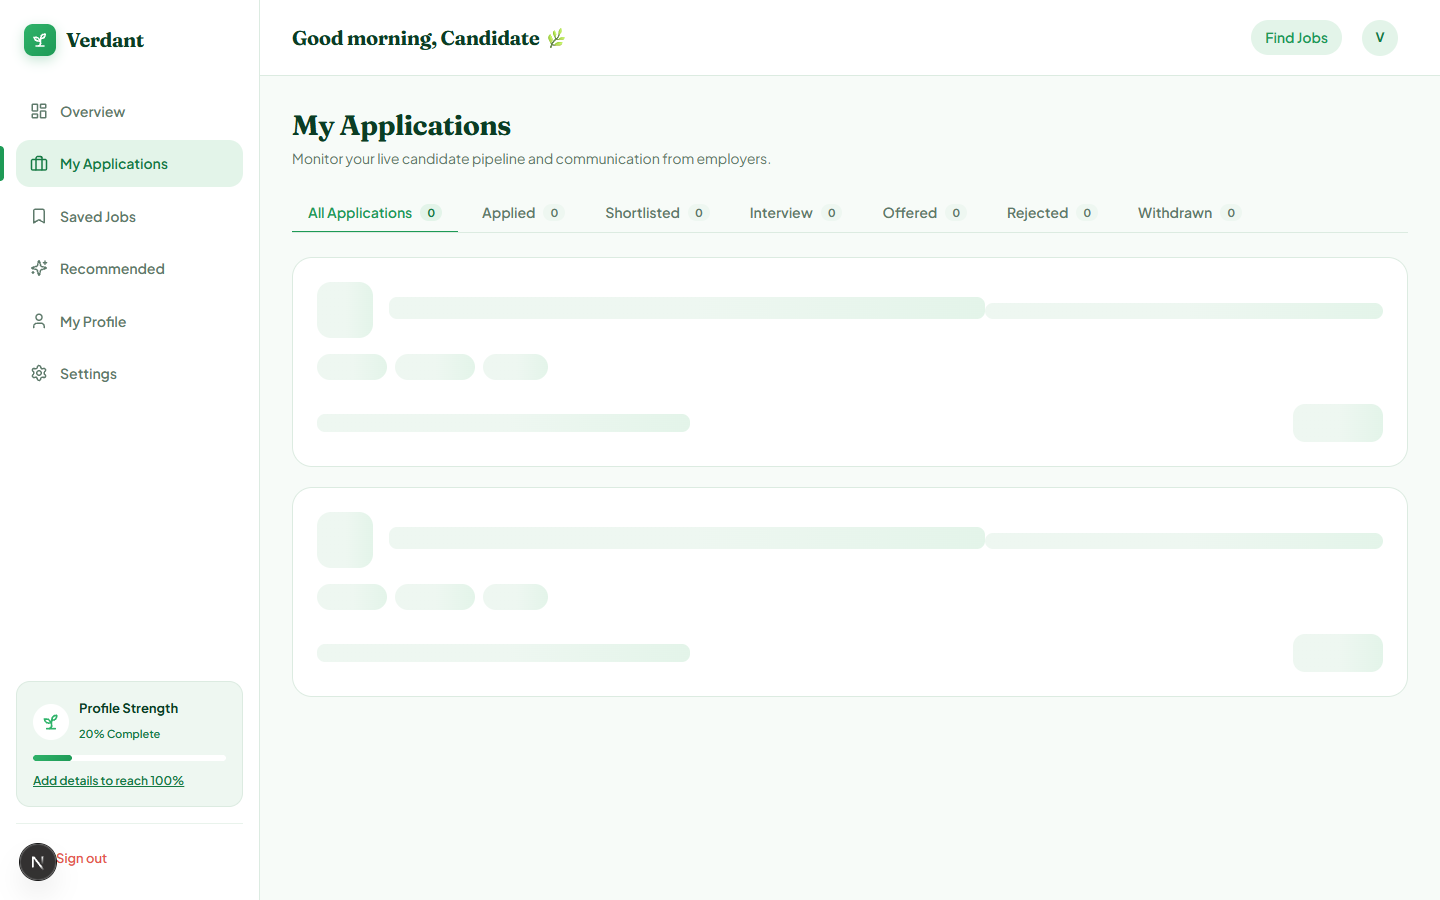 Verdant
Overview
My Applications
Saved Jobs
Recommended
My Profile
Settings
Profile Strength
20% Complete
Add details to reach 100%
N
Sign out
Good morning, Candidate 🌿
Find Jobs
V
My Applications
Monitor your live candidate pipeline and communication from employers.
All Applications 0 Applied 0 Shortlisted 0 Interview 0 Offered 0 Rejected 0 Withdrawn 0